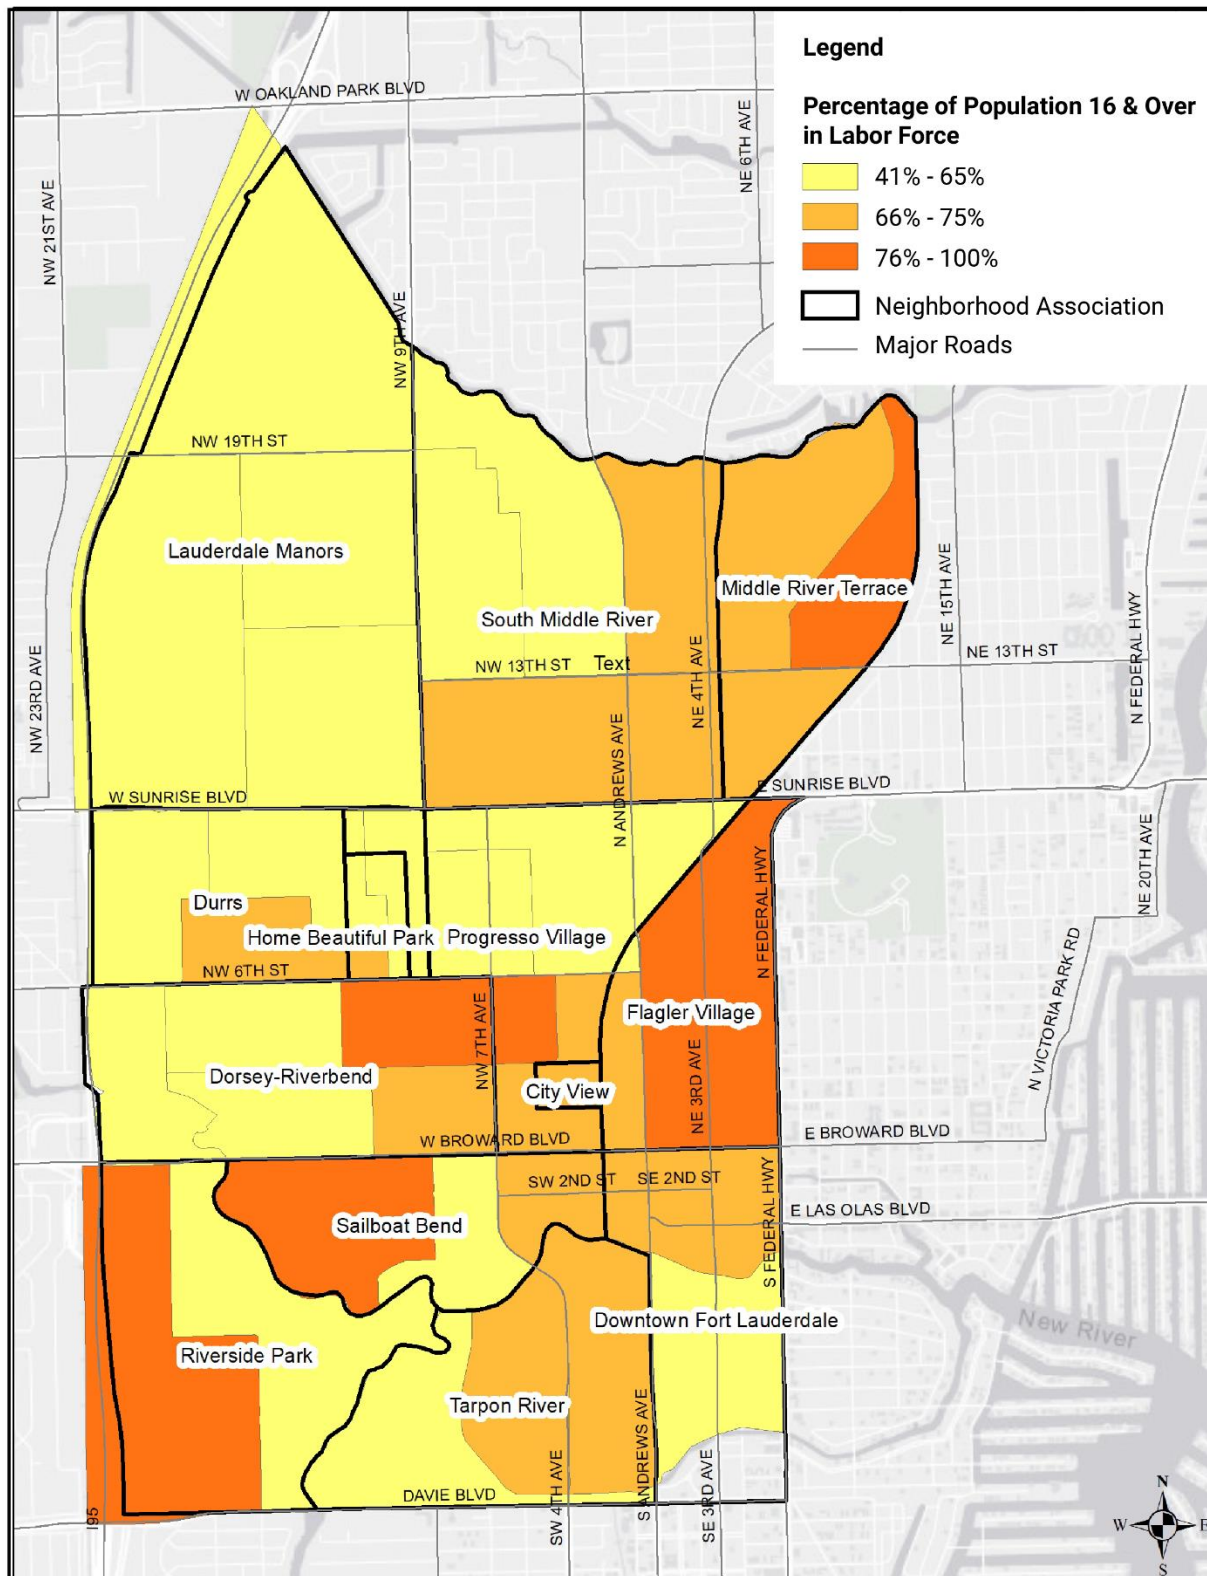 Legend
Percentage of Population 16 & Over
in Labor Force
41% - 65%
66% - 75%
76% - 100%
Neighborhood Association
Major Roads
W OAKLAND PARK BLVD
NE 6TH AVE
NW 21ST AVE
NW 9TH AVE
NW 19TH ST
Lauderdale Manors
Middle River Terrace
South Middle River
NE 15TH AVE
N FEDERAL HWY
NE 13TH ST
NW 13TH ST
Text
NE 4TH AVE
NW 23RD AVE
N ANDREWS AVE
W SUNRISE BLVD
E SUNRISE BLVD
NE 20TH AVE
N FEDERAL HWY
Durrs
Home Beautiful Park
Progresso Village
NW 6TH ST
N VICTORIA PARK RD
Flagler Village
NW 7TH AVE
NE 3RD AVE
Dorsey-Riverbend
City View
W BROWARD BLVD
E BROWARD BLVD
SW 2ND ST
SE 2ND ST
S FEDERAL HWY
E LAS OLAS BLVD
Sailboat Bend
Downtown Fort Lauderdale
New River
Riverside Park
Tarpon River
S ANDREWS AVE
SW 4TH AVE
SE 3RD AVE
DAVIE BLVD
I95
N
W
E
S